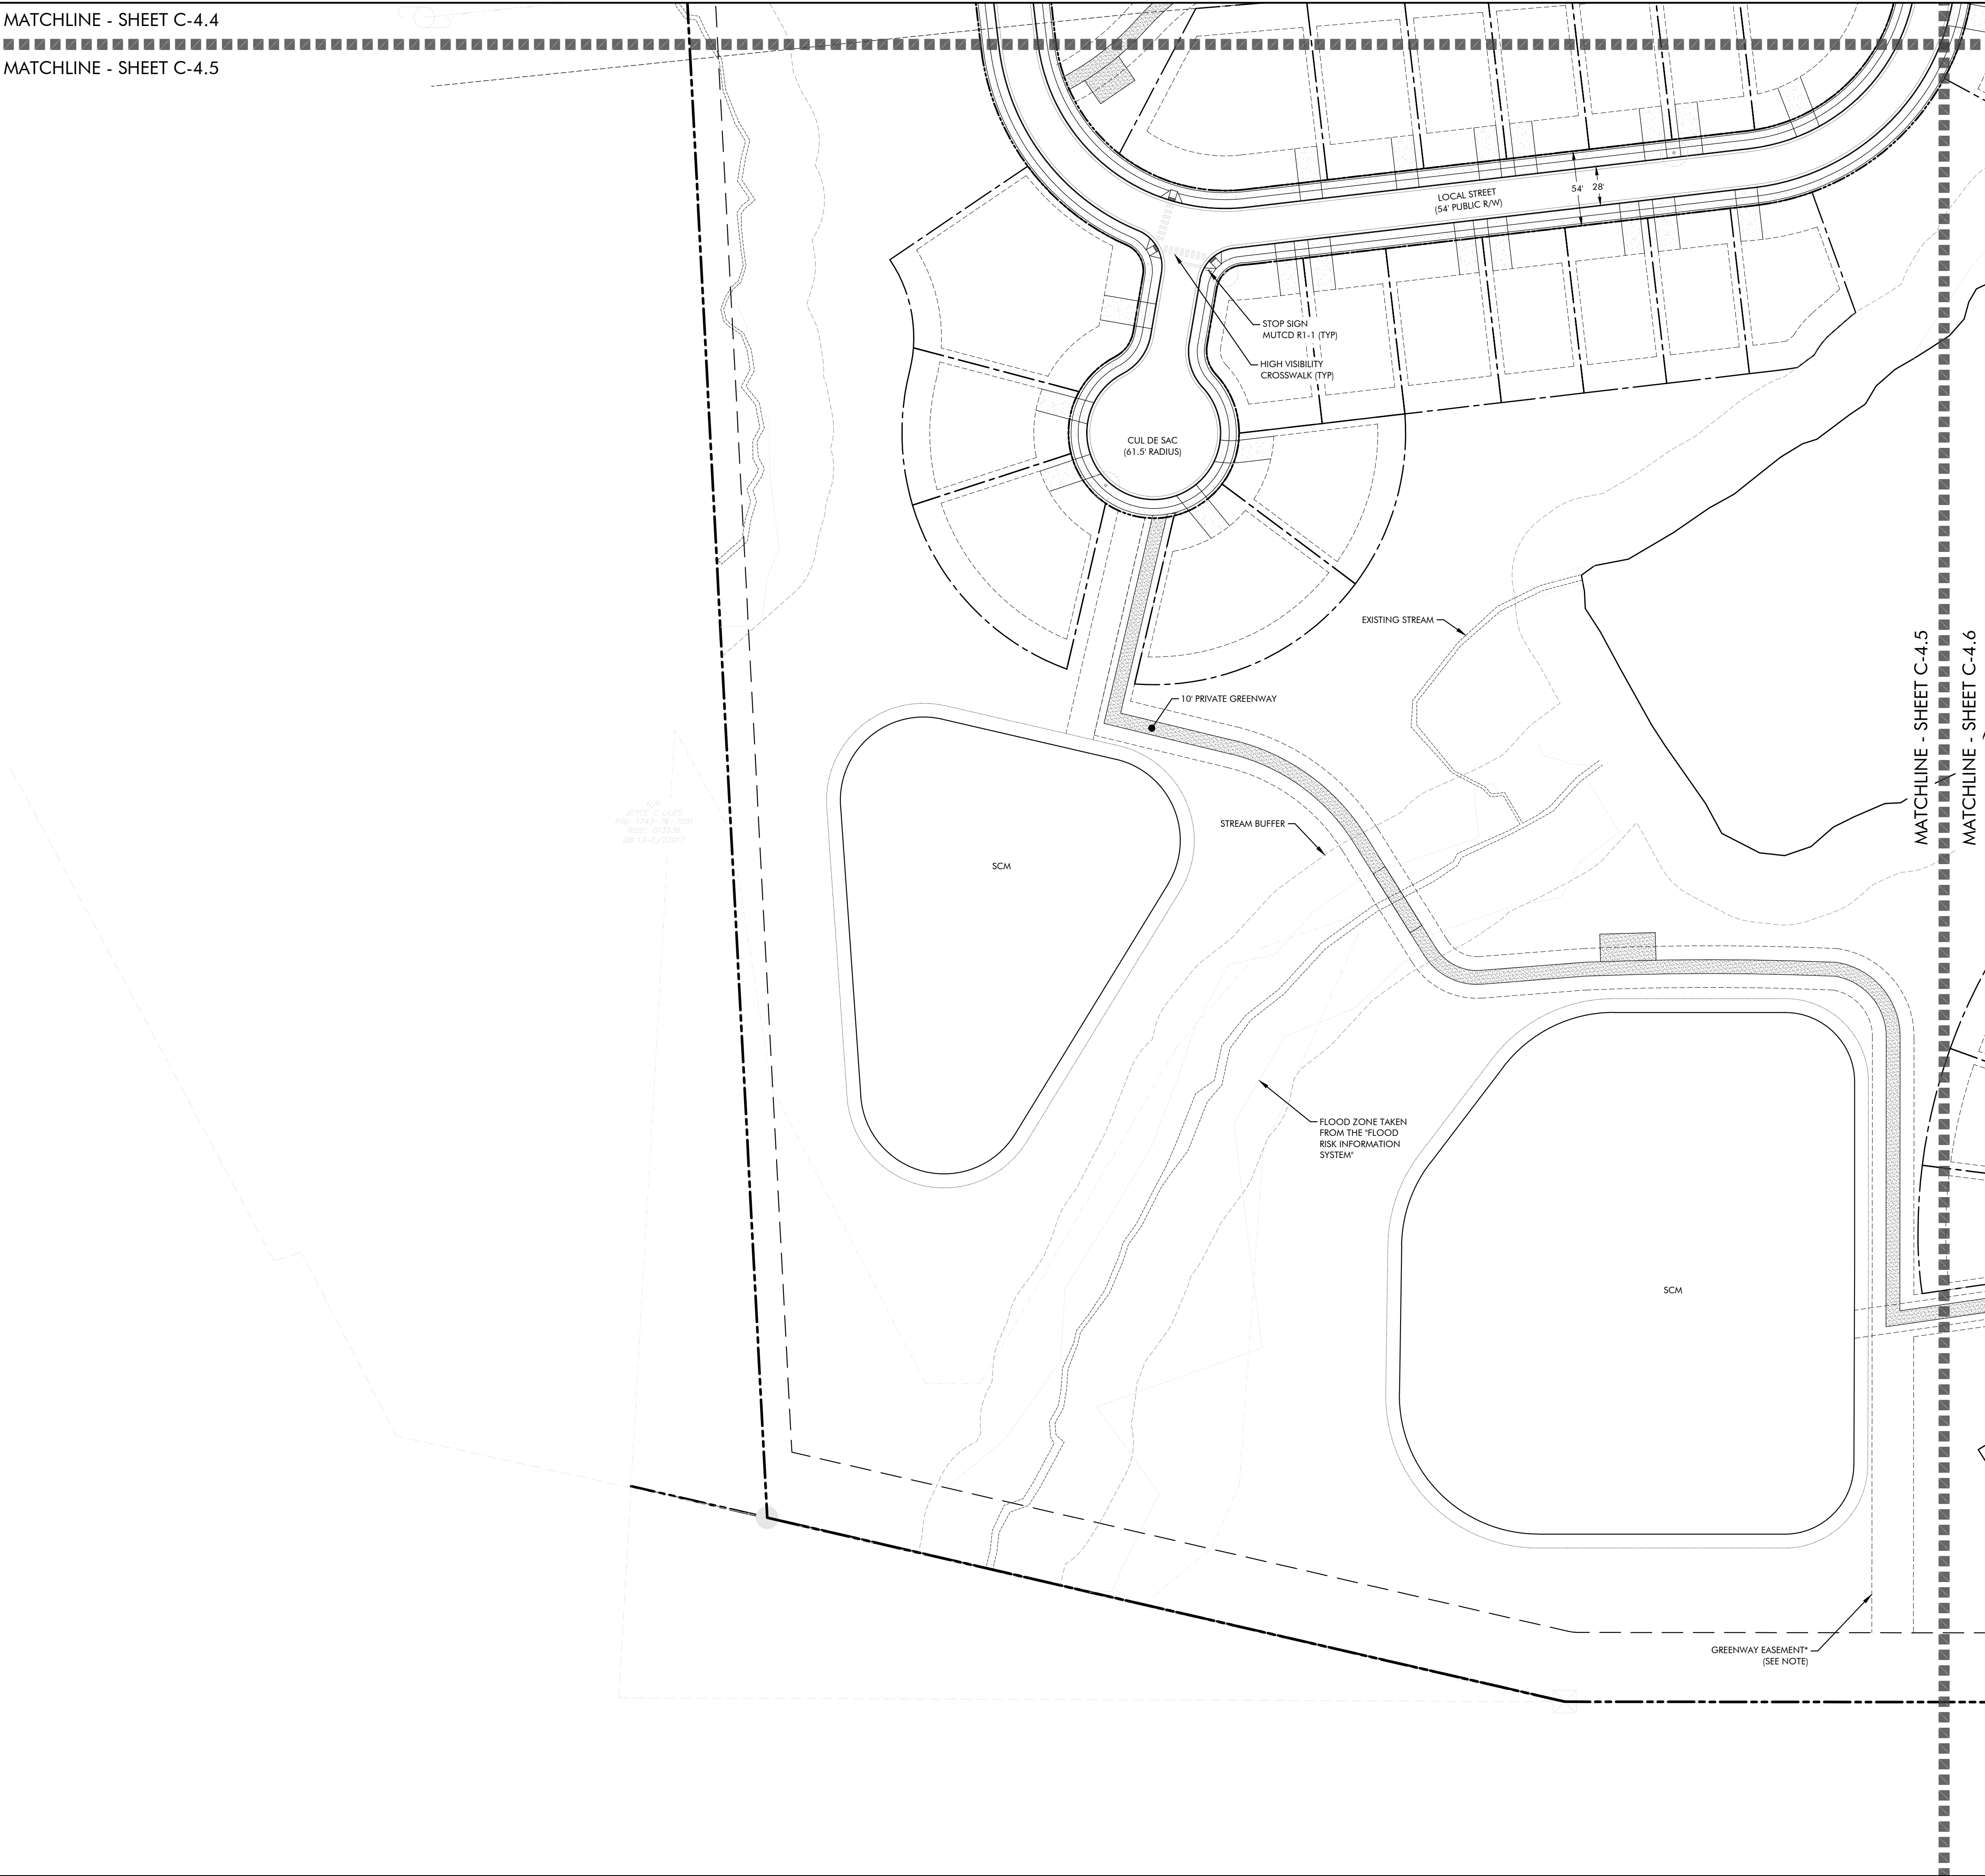 MATCHLINE - SHEET C-4.4
MATCHLINE - SHEET C-4.5
LOCAL STREET
(54' PUBLIC R/W)
54'
28'
STOP SIGN
MUTCD R1-1 (TYP)
HIGH VISIBILITY
CROSSWALK (TYP)
CUL DE SAC
(61.5' RADIUS)
EXISTING STREAM
MATCHLINE - SHEET C-4.5
MATCHLINE - SHEET C-4.6
10' PRIVATE GREENWAY
N/F
JOYCE C LILES
STREAM BUFFER
SCM
FLOOD ZONE TAKEN
FROM THE "FLOOD
RISK INFORMATION
SYSTEM"
SCM
GREENWAY EASEMENT*
(SEE NOTE)